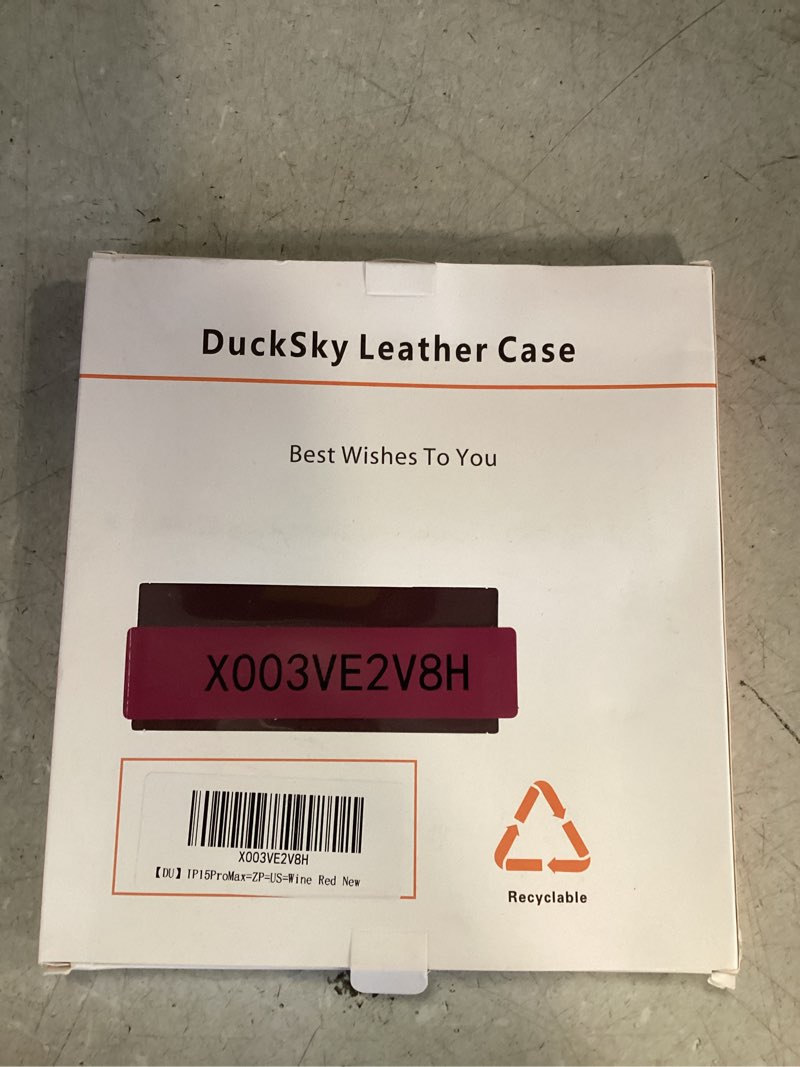 DuckSky Leather Case
Best Wishes To You
X003VE2V8H
X003VE2V8H
【DU】IP15ProMax=ZP=US=Wine Red New
Recyclable